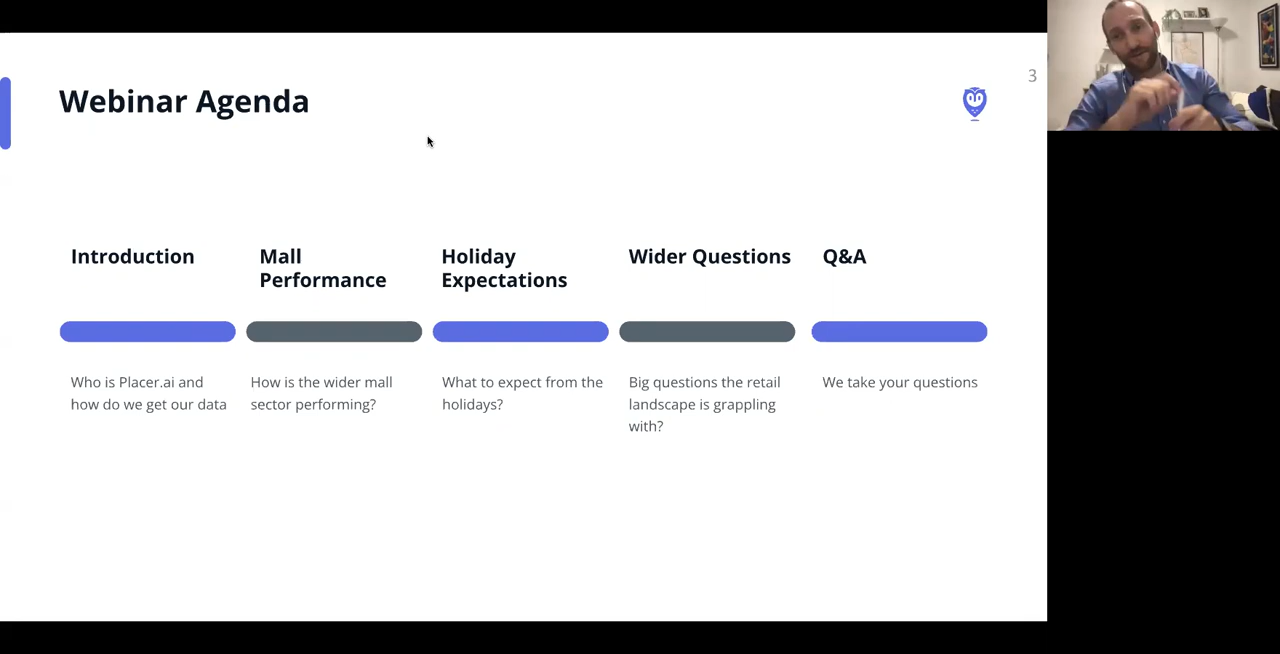 3
Webinar Agenda
Introduction
Mall
Performance
Holiday
Expectations
Wider Questions
Q&A
Who is Placer.ai and
how do we get our data
How is the wider mall
sector performing?
What to expect from the
holidays?
Big questions the retail
landscape is grappling
with?
We take your questions